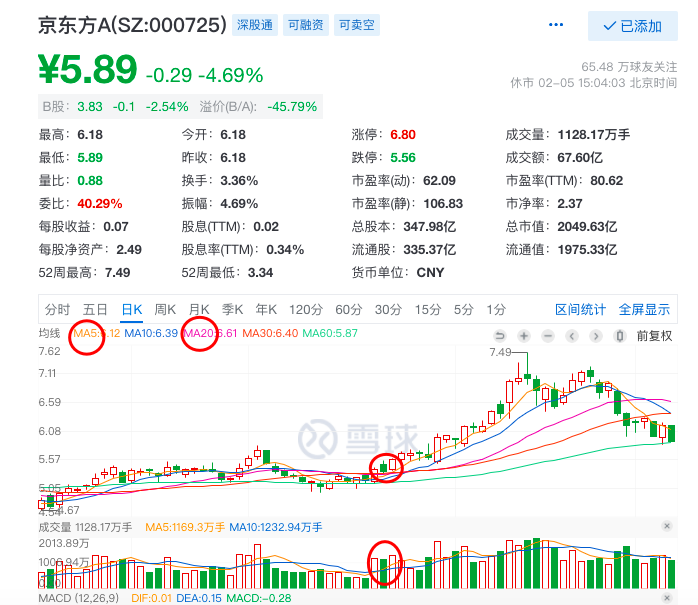 京东方A(SZ:000725) 深股通 可融资 可卖空 ··· ✓已添加
¥5.89 -0.29 -4.69%
65.48 万球友关注
休市 02-05 15:04:03 北京时间
B股: 3.83 -0.1 -2.54% 溢价(B/A): -45.79%
最高: 6.18 今开: 6.18 涨停: 6.80 成交量: 1128.17万手
最低: 5.89 昨收: 6.18 跌停: 5.56 成交额: 67.60亿
量比: 0.88 换手: 3.36% 市盈率(动): 62.09 市盈率(TTM): 80.62
委比: 40.29% 振幅: 4.69% 市盈率(静): 106.83 市净率: 2.37
每股收益: 0.07 股息(TTM): 0.02 总股本: 347.98亿 总市值: 2049.63亿
每股净资产: 2.49 股息率(TTM): 0.34% 流通股: 335.37亿 流通值: 1975.33亿
52周最高: 7.49 52周最低: 3.34 货币单位: CNY
分时 五日 日K 周K 月K 季K 年K 120分 60分 30分 15分 5分 1分 区间统计 全屏显示
均线 MA5:6.12 MA10:6.39 MA20:6.61 MA30:6.40 MA60:5.87 前复权
7.62
7.49
7.11
6.59
6.08
雪球
5.57
5.05
4.67
成交量 1128.17万手 MA5:1169.3万手 MA10:1232.94万手
2013.89万
MACD (12,26,9) DIF:0.01 DEA:0.15 MACD:-0.28